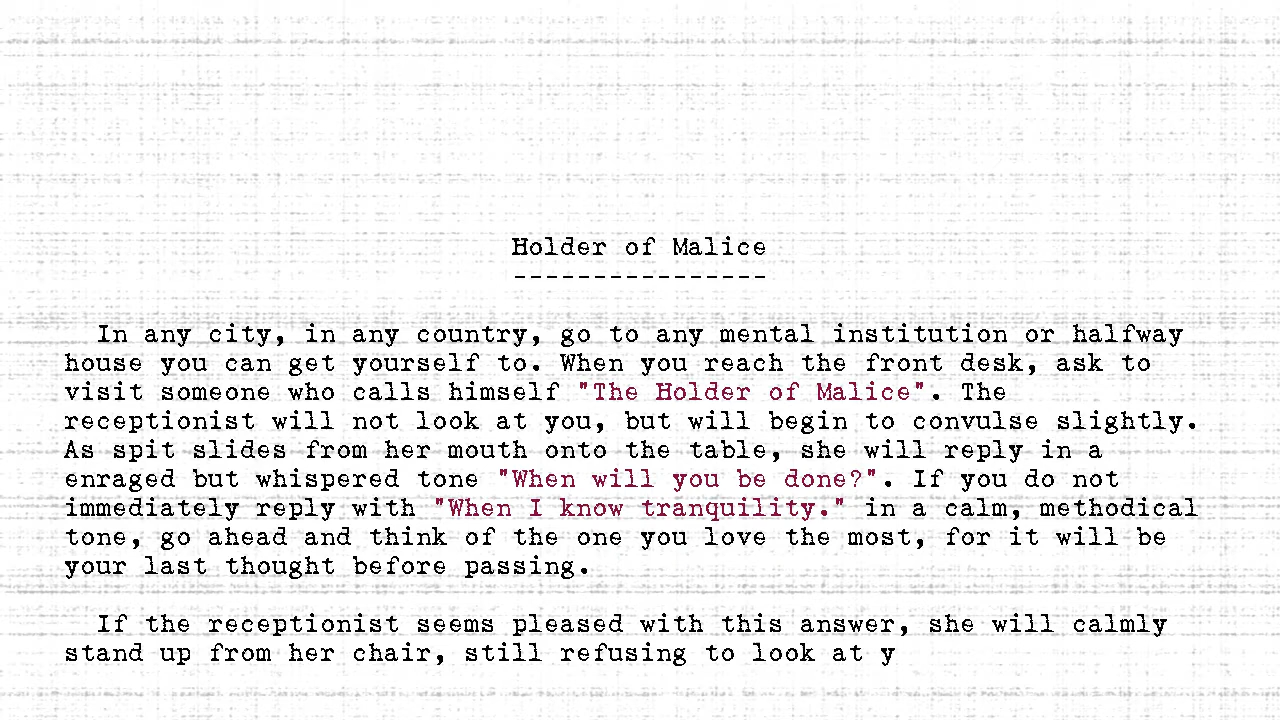 Holder of Malice
----------------
In any city, in any country, go to any mental institution or halfway
house you can get yourself to. When you reach the front desk, ask to
visit someone who calls himself "The Holder of Malice". The
receptionist will not look at you, but will begin to convulse slightly.
As spit slides from her mouth onto the table, she will reply in a
enraged but whispered tone "When will you be done?". If you do not
immediately reply with "When I know tranquility." in a calm, methodical
tone, go ahead and think of the one you love the most, for it will be
your last thought before passing.
If the receptionist seems pleased with this answer, she will calmly
stand up from her chair, still refusing to look at y